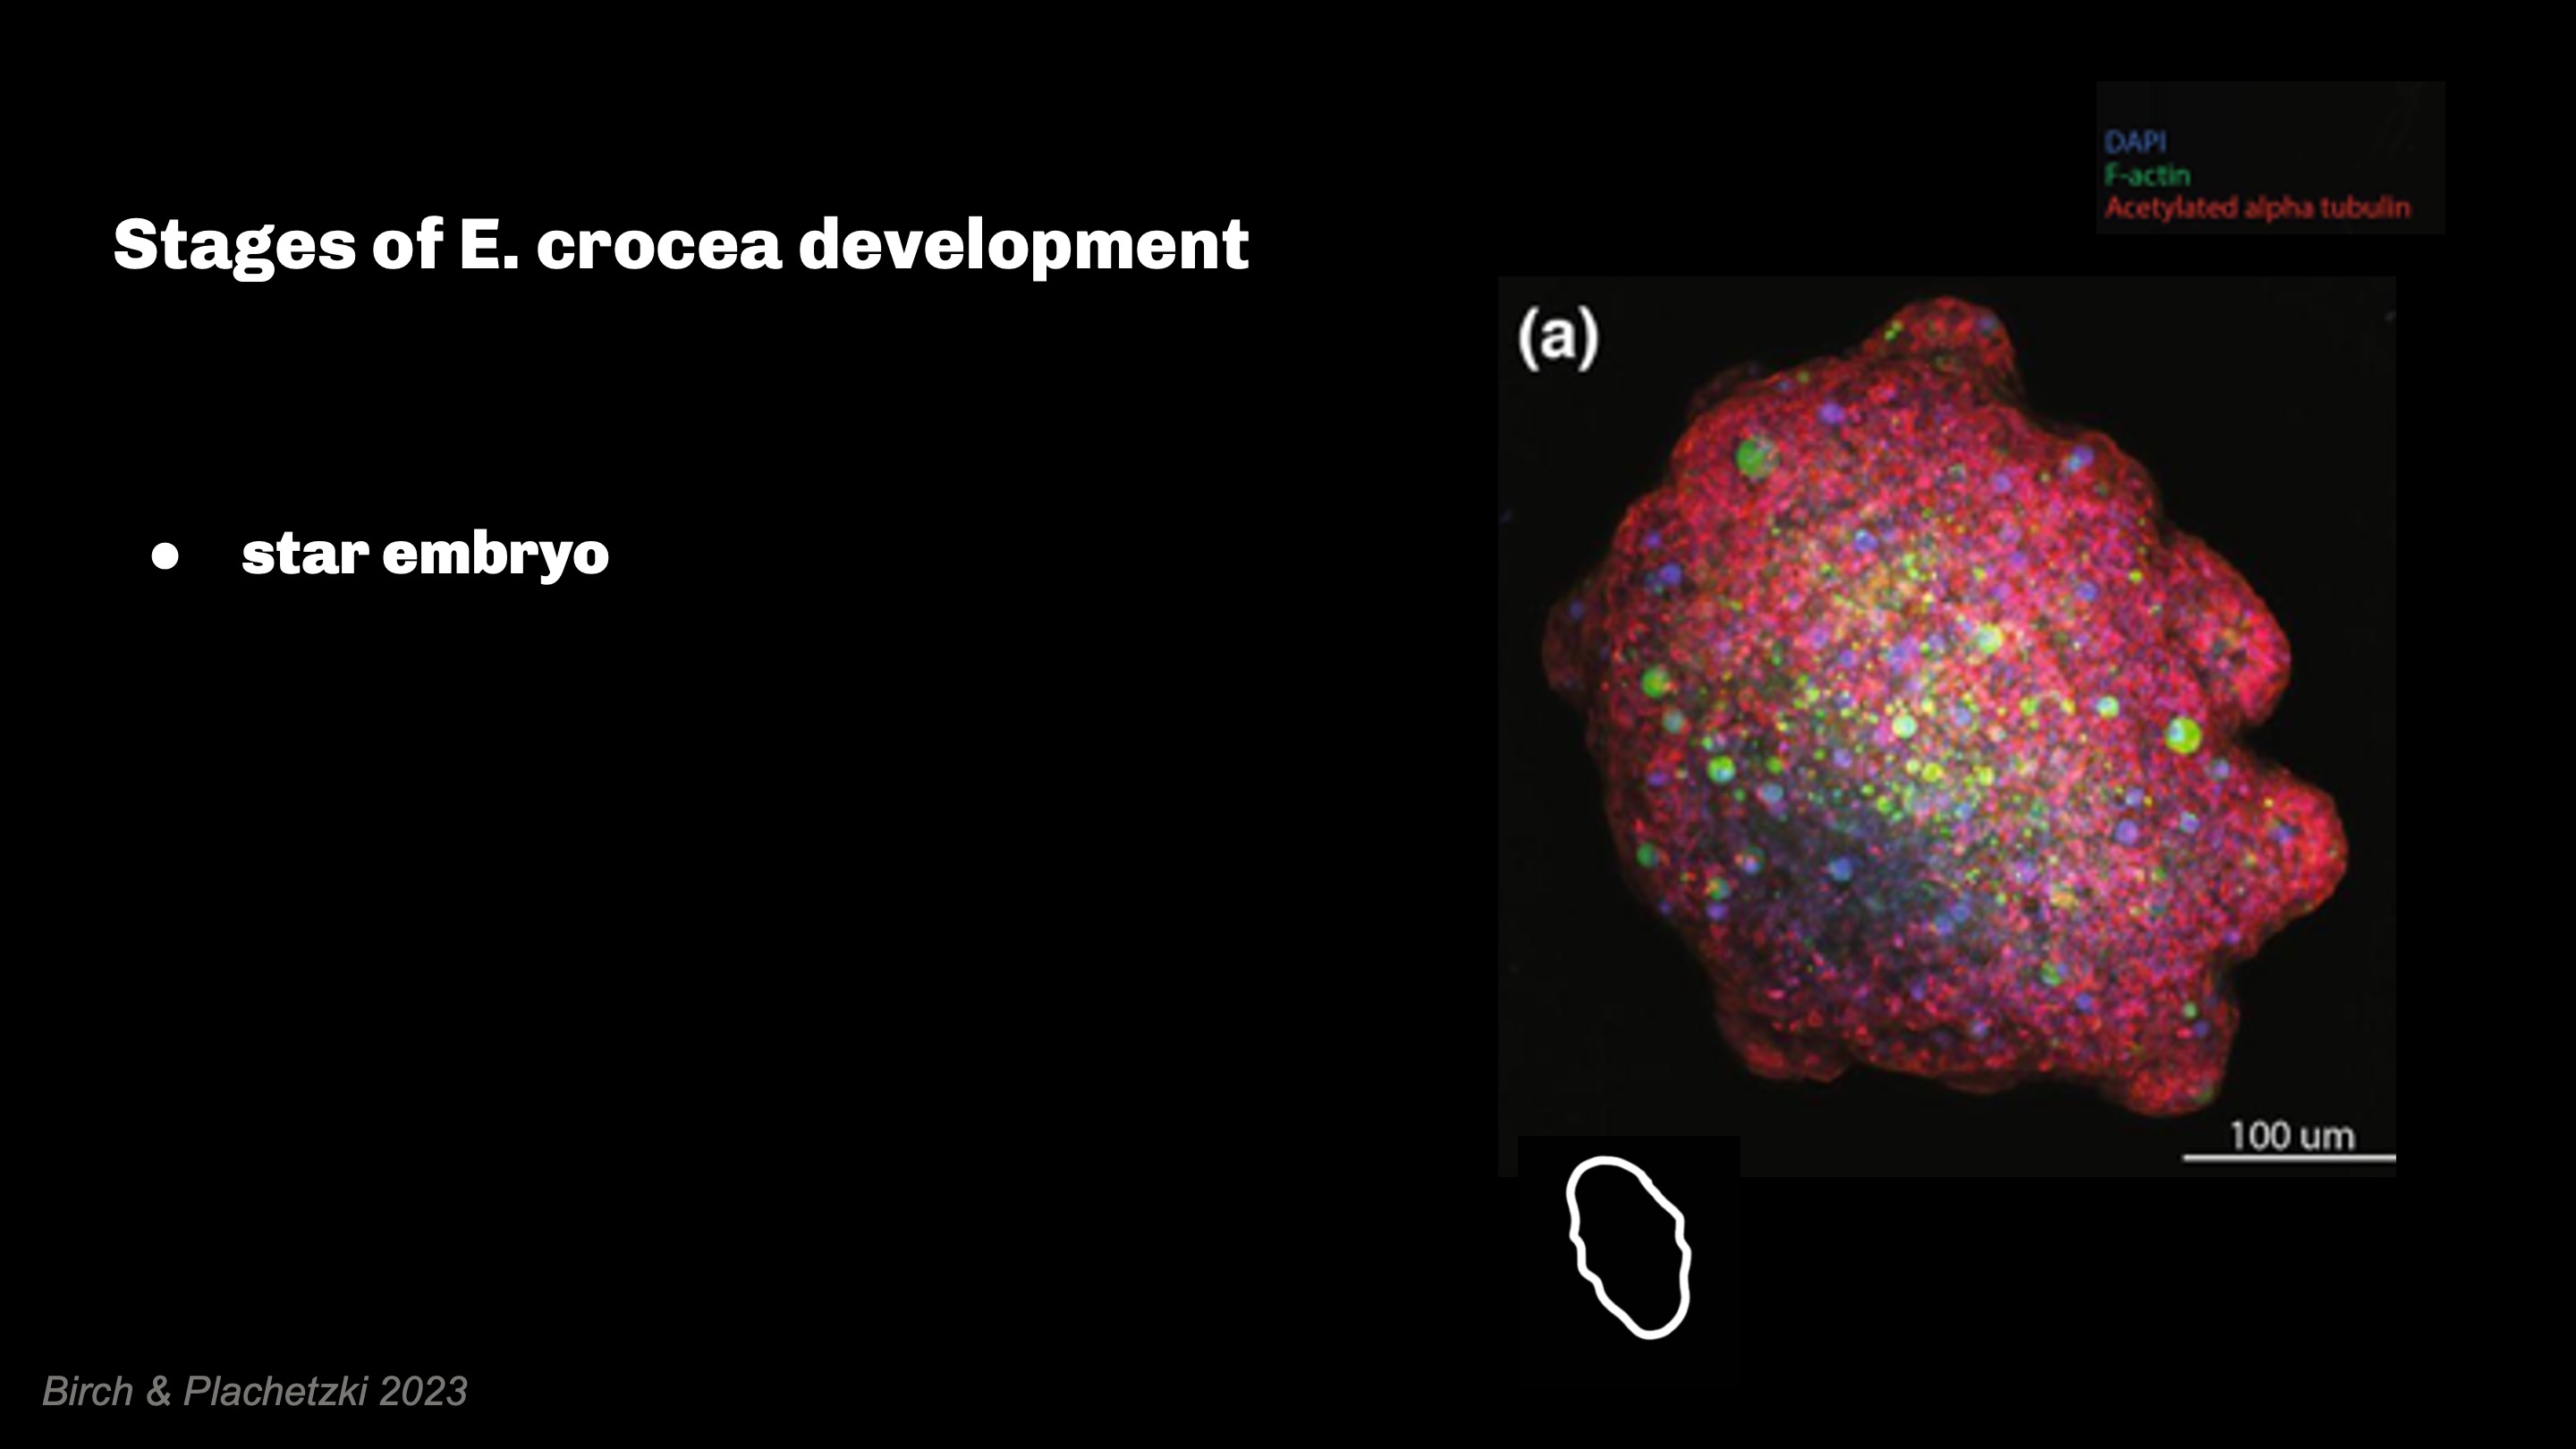 DAPI
F-actin
Acetylated alpha tubulin
Stages of E. crocea development
(a)
● star embryo
100 um
Birch & Plachetzki 2023